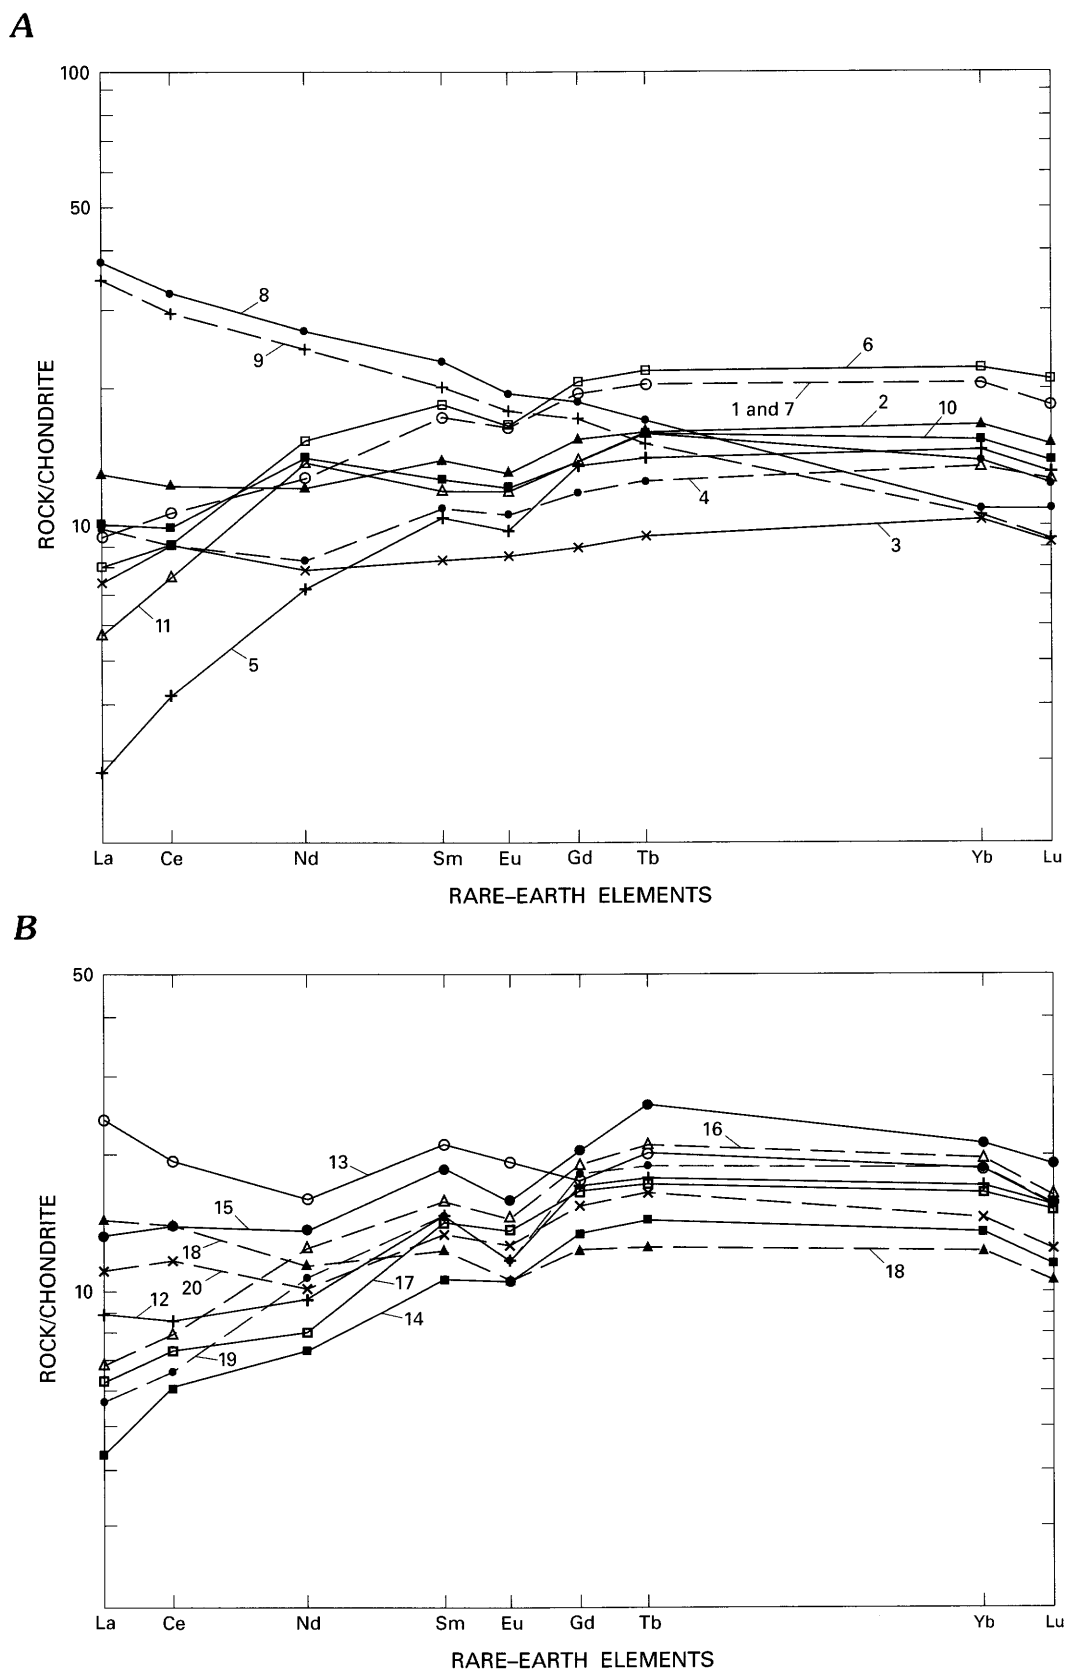 A
100
50
8
9
6
1 and 7
2
10
4
10
3
11
5
ROCK/CHONDRITE
La Ce Nd Sm Eu Gd Tb Yb Lu
RARE–EARTH ELEMENTS
B
50
16
13
15
18
20
17
10
12
18
14
19
ROCK/CHONDRITE
La Ce Nd Sm Eu Gd Tb Yb Lu
RARE–EARTH ELEMENTS